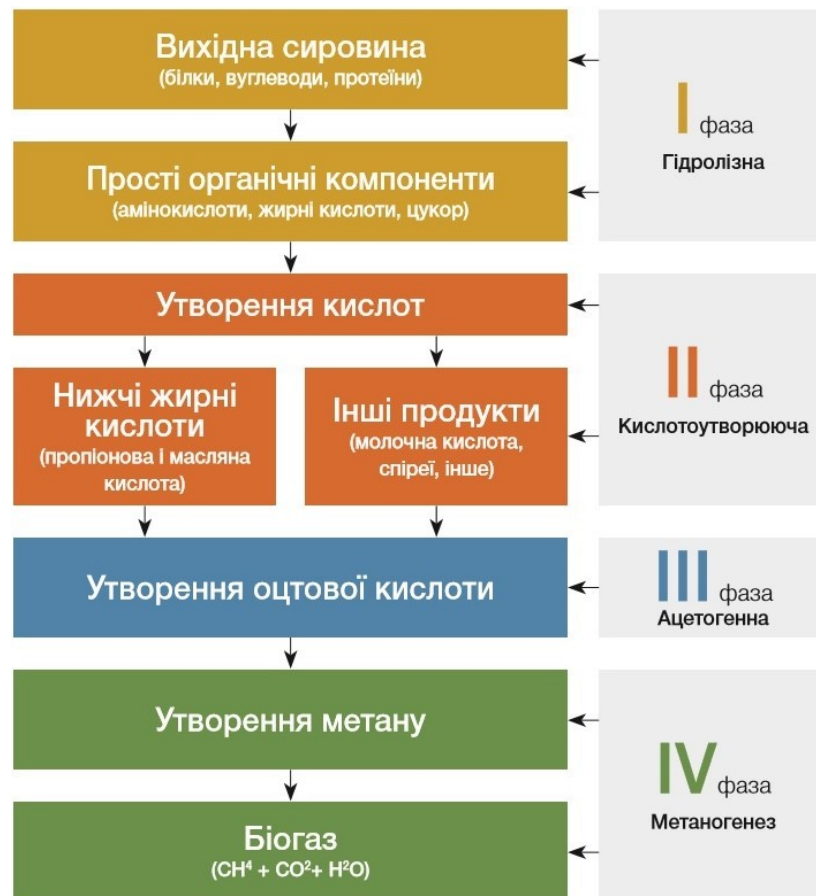 Вихідна сировина
(білки, вуглеводи, протеїни)
I фаза
Гідролізна
Прості органічні компоненти
(амінокислоти, жирні кислоти, цукор)
Утворення кислот
Нижчі жирні
кислоти
(пропіонова і масляна
кислота)
Інші продукти
(молочна кислота,
спіреї, інше)
II фаза
Кислотоутворююча
Утворення оцтової кислоти
III фаза
Ацетогенна
Утворення метану
IV фаза
Метаногенез
Біогаз
(CH⁴ + CO²+ H²O)